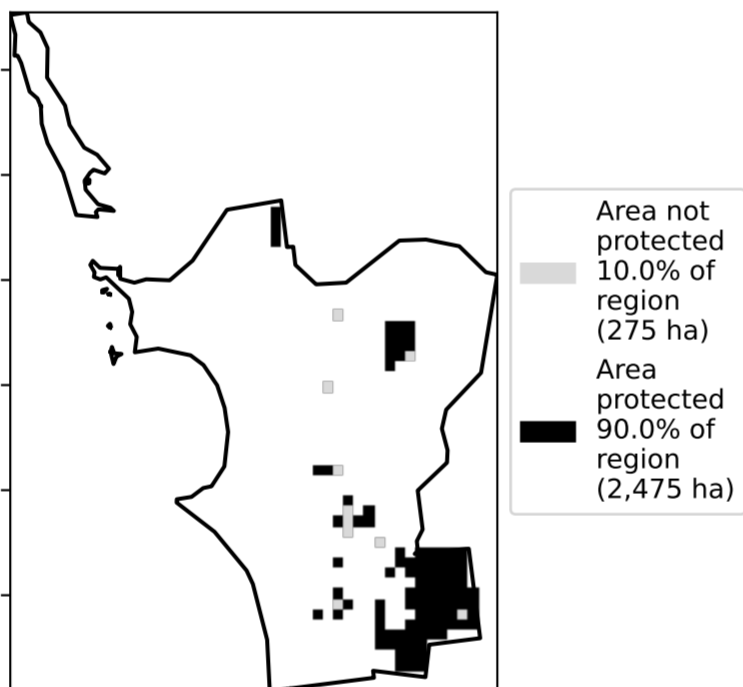 Area not
protected
10.0% of
region
(275 ha)
Area
protected
90.0% of
region
(2,475 ha)